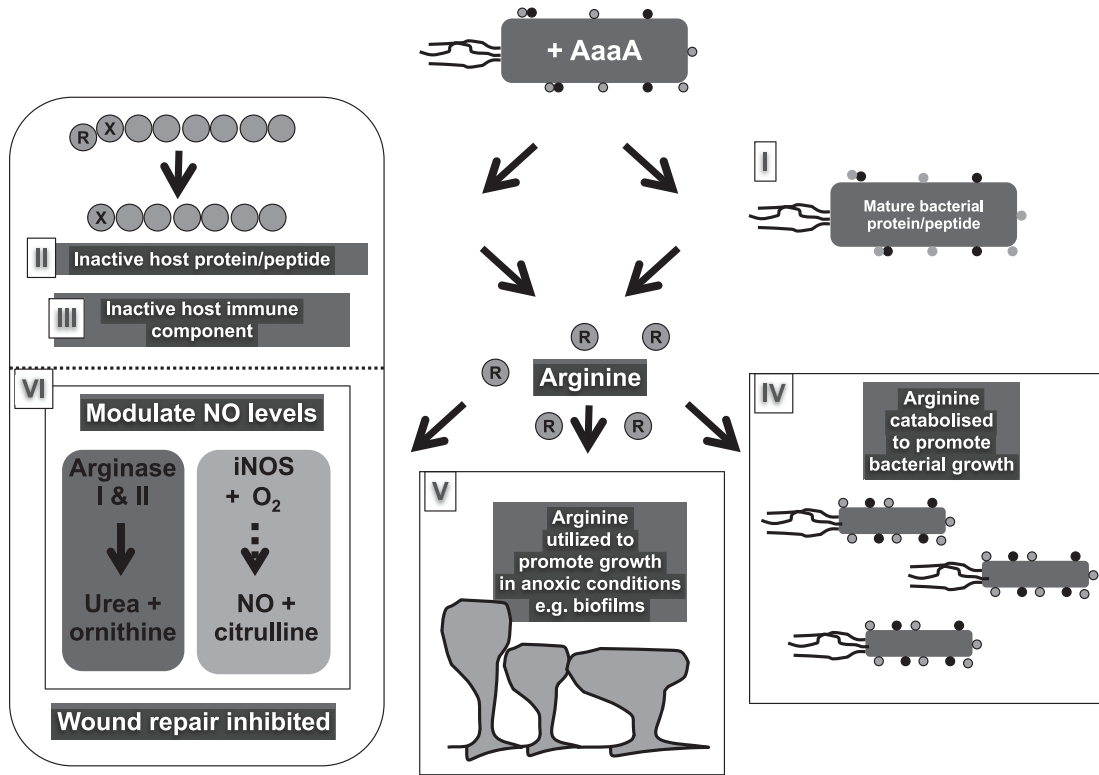 + AaaA
R X
X
II
Inactive host protein/peptide
III
Inactive host immune
component
I
Mature bacterial
protein/peptide
R
R
R
Arginine
R
R
VI
Modulate NO levels
Arginase
I & II
Urea +
ornithine
iNOS
+ O₂
NO +
citrulline
Wound repair inhibited
V
Arginine
utilized to
promote growth
in anoxic conditions
e.g. biofilms
IV
Arginine
catabolised
to promote
bacterial growth